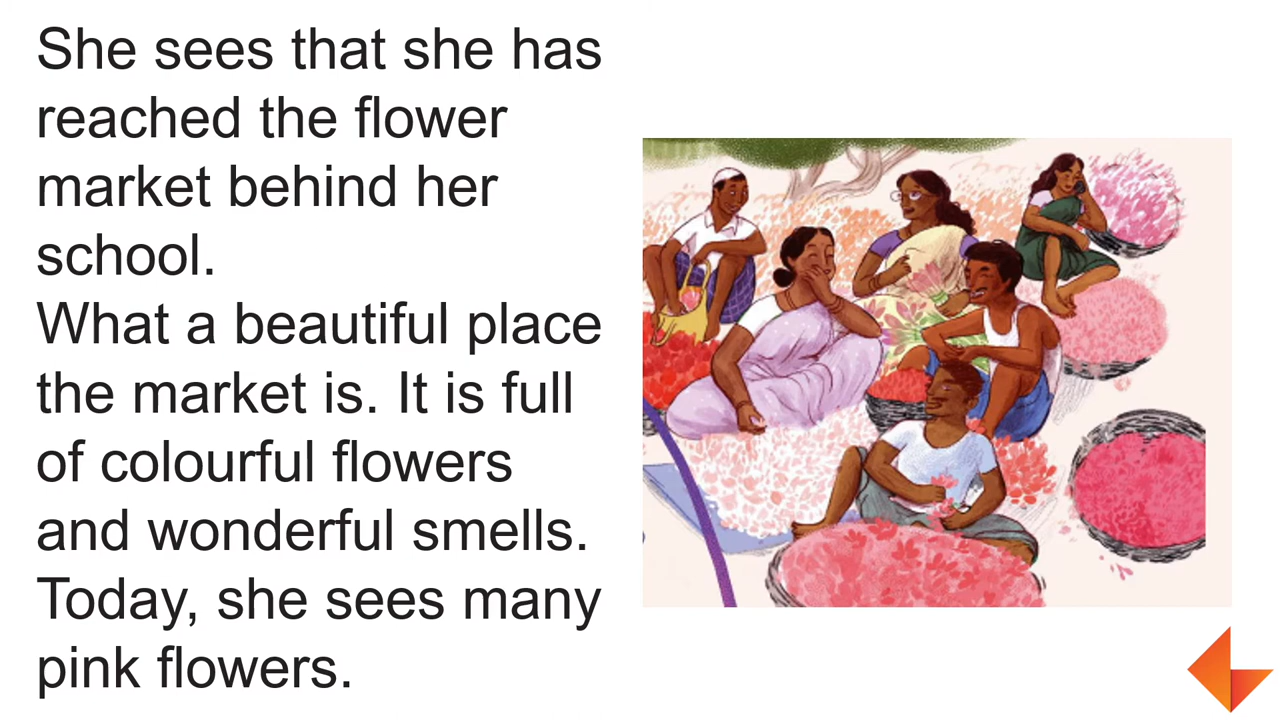 She sees that she has
reached the flower
market behind her
school.
What a beautiful place
the market is. It is full
of colourful flowers
and wonderful smells.
Today, she sees many
pink flowers.